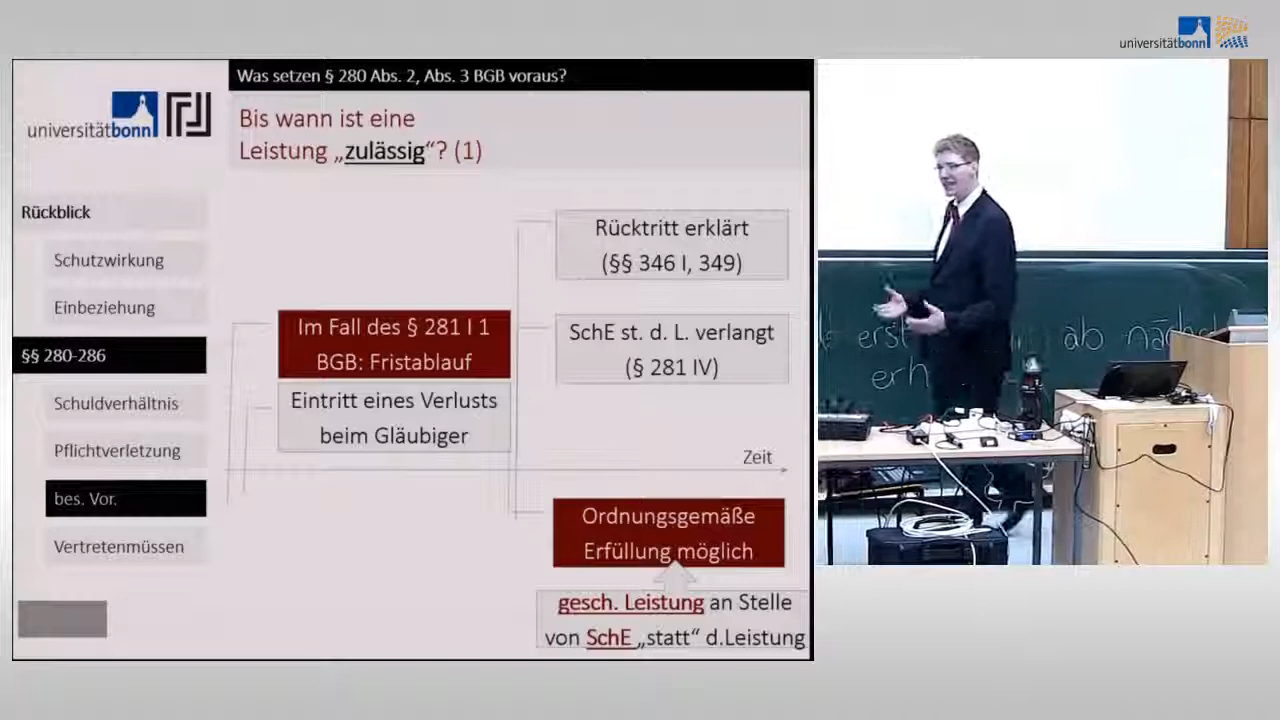 universitätbonn
Was setzen § 280 Abs. 2, Abs. 3 BGB voraus?
universitätbonn
Bis wann ist eine
Leistung „zulässig“? (1)
Rückblick
Schutzwirkung
Einbeziehung
§§ 280-286
Schuldverhältnis
Pflichtverletzung
bes. Vor.
Vertretenmüssen
Im Fall des § 281 I 1
BGB: Fristablauf
Eintritt eines Verlusts
beim Gläubiger
Rücktritt erklärt
(§§ 346 I, 349)
SchE st. d. L. verlangt
(§ 281 IV)
Zeit
Ordnungsgemäße
Erfüllung möglich
gesch. Leistung an Stelle
von SchE „statt“ d.Leistung
erst
ab
erh